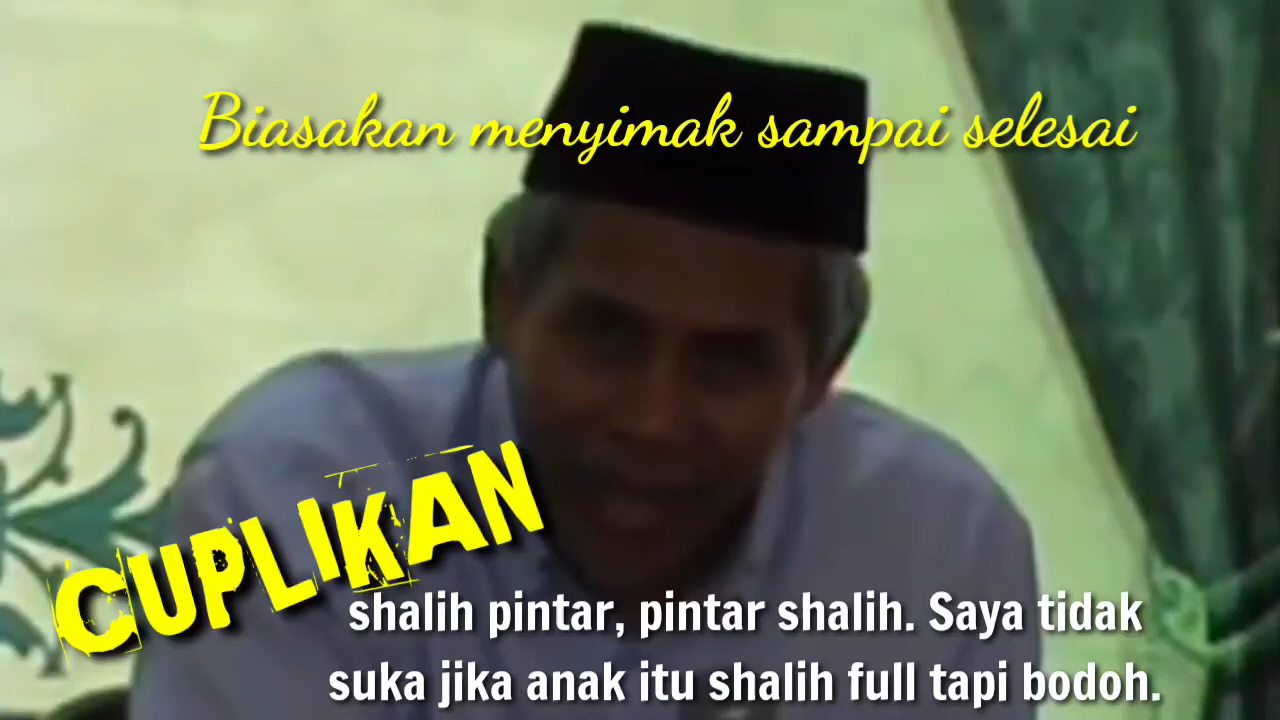 Biasakan menyimak sampai selesai
CUPLIKAN
shalih pintar, pintar shalih. Saya tidak
suka jika anak itu shalih full tapi bodoh.